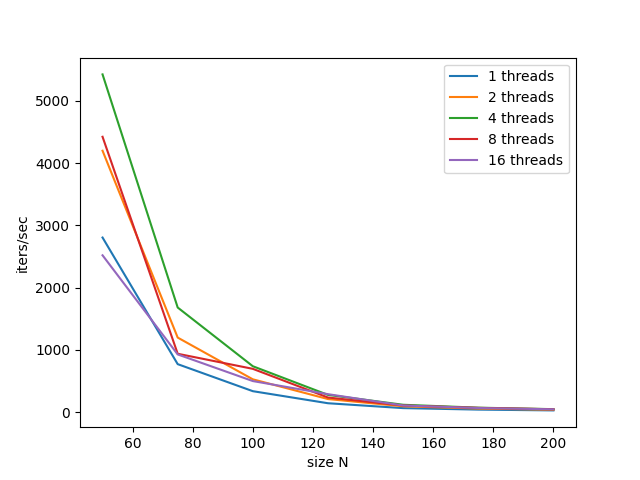 1 threads
2 threads
4 threads
8 threads
16 threads
5000
4000
3000
2000
1000
0
iters/sec
60
80
100
120
140
160
180
200
size N